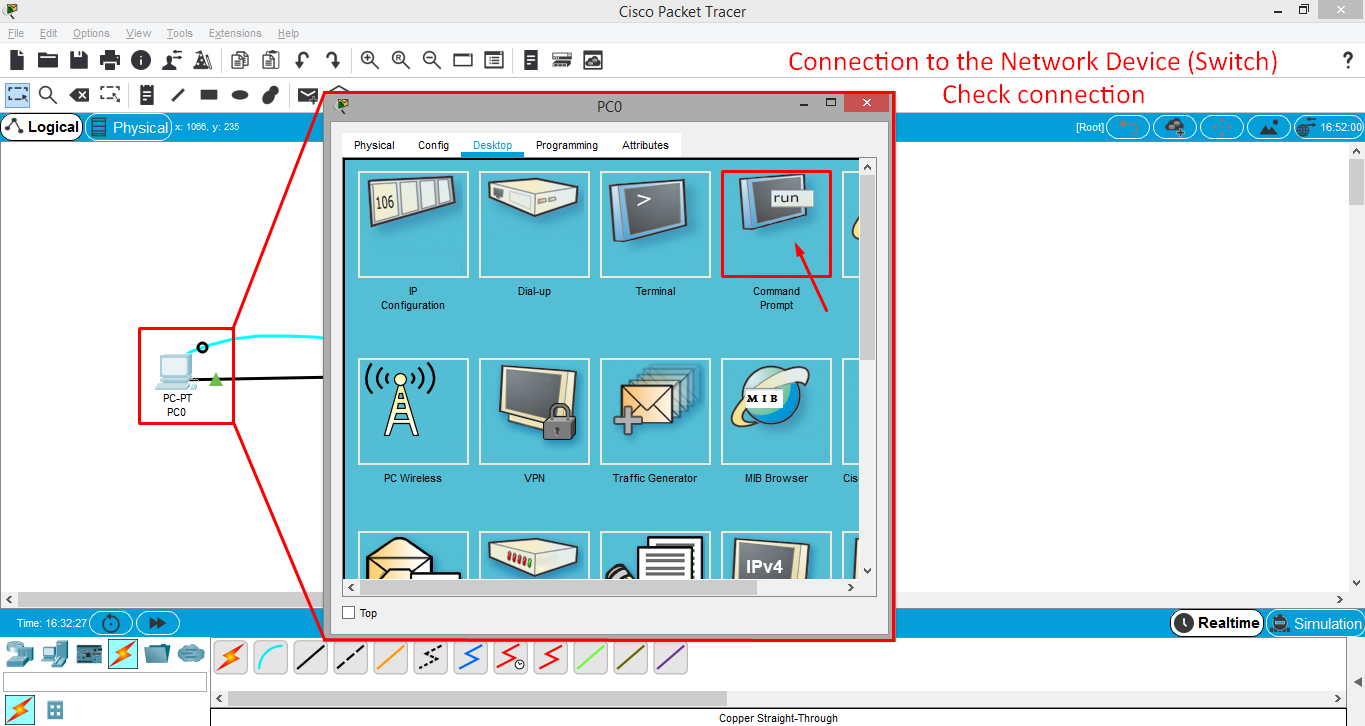 Cisco Packet Tracer
File Edit Options View Tools Extensions Help
Connection to the Network Device (Switch)
Check connection
?
Logical Physical x: 1066, y: 235
[Root] 16:52:00
PC0
Physical Config Desktop Programming Attributes
106
>
run
IP Configuration
Dial-up
Terminal
Command Prompt
MIB
PC Wireless
VPN
Traffic Generator
MIB Browser
Cis
IPv4
Top
PC-PT
PC0
Time: 16:32:27
Realtime Simulation
Copper Straight-Through